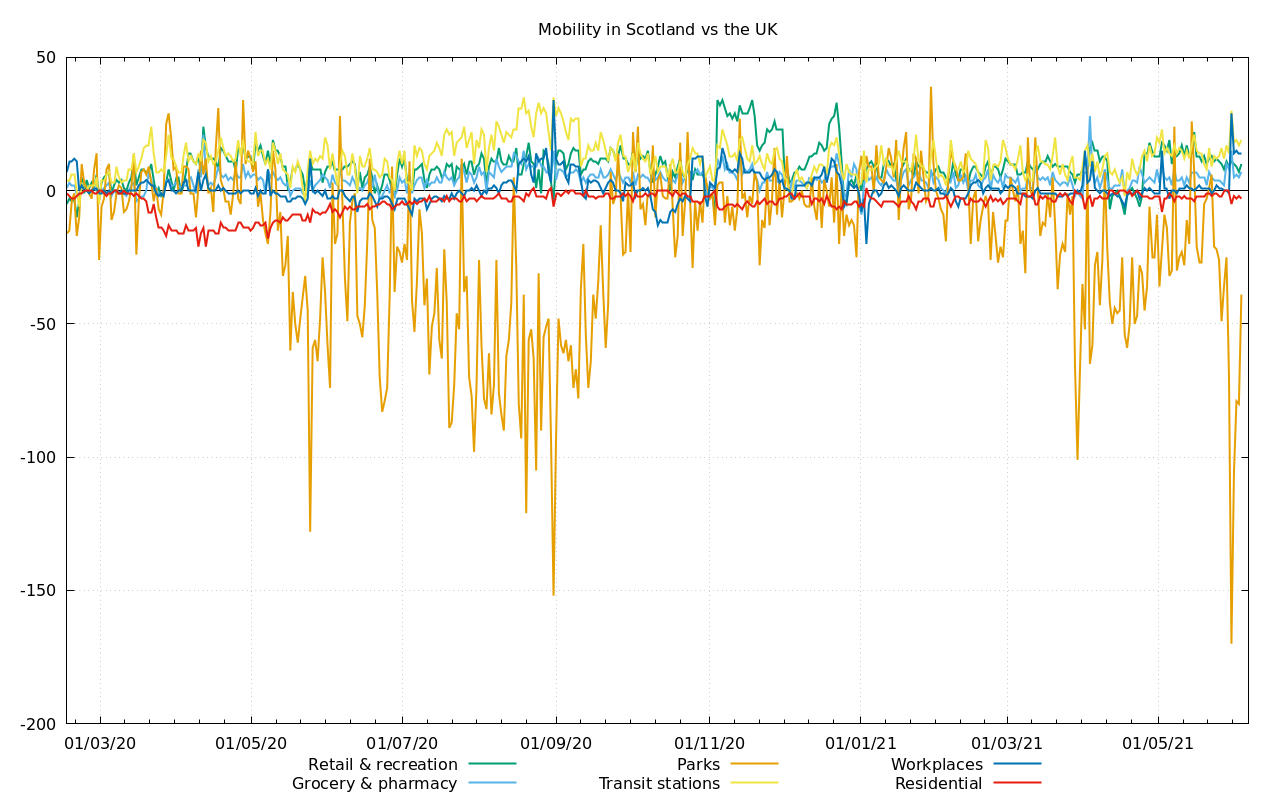 Mobility in Scotland vs the UK
50
0
-50
-100
-150
-200
01/03/20 01/05/20 01/07/20 01/09/20 01/11/20 01/01/21 01/03/21 01/05/21
Retail & recreation Parks Workplaces
Grocery & pharmacy Transit stations Residential